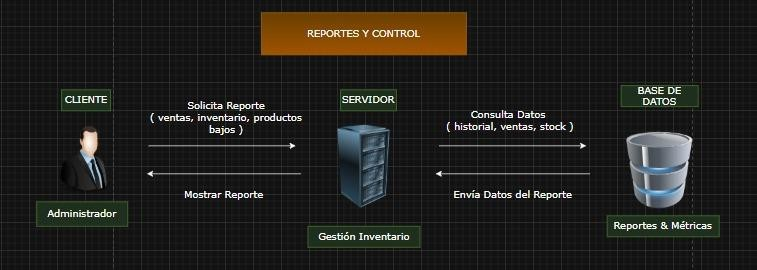 REPORTES Y CONTROL
CLIENTE
Solicita Reporte
( ventas, inventario, productos
bajos )
SERVIDOR
Consulta Datos
( historial, ventas, stock )
BASE DE
DATOS
Mostrar Reporte
Envía Datos del Reporte
Administrador
Gestión Inventario
Reportes & Métricas